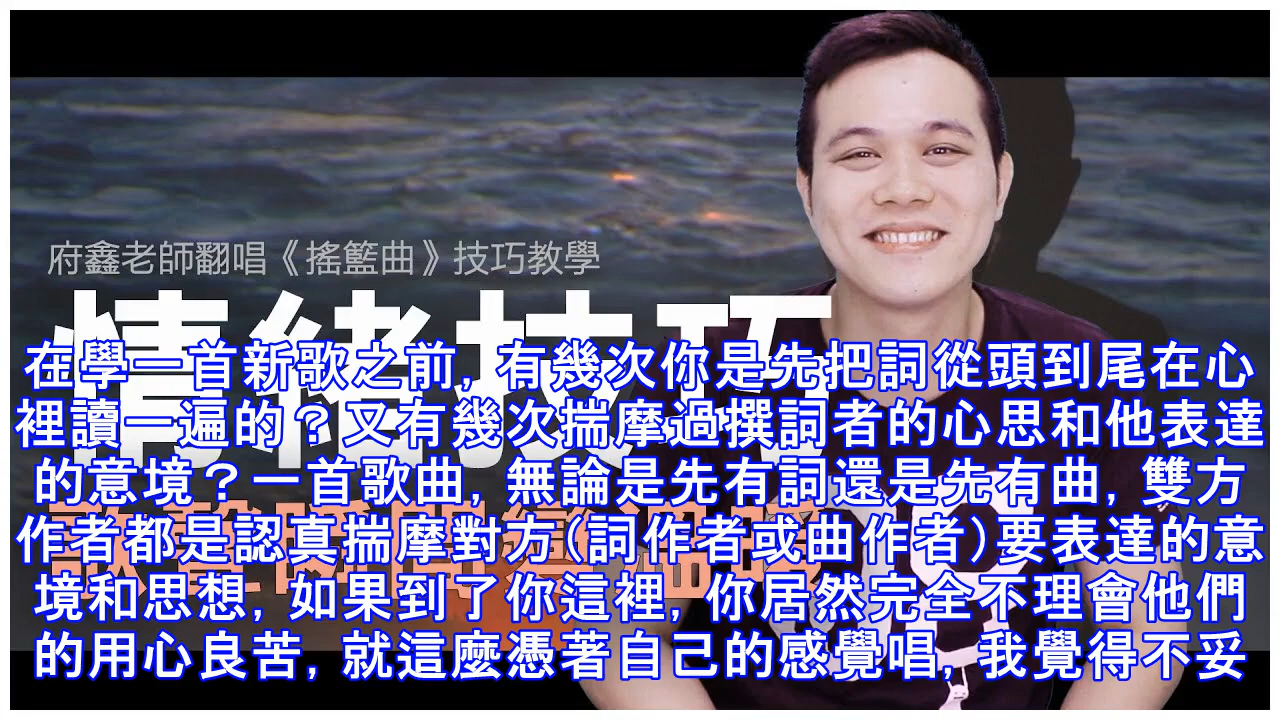 府鑫老師翻唱《搖籃曲》技巧教學
情緒技巧
在學一首新歌之前, 有幾次你是先把詞從頭到尾在心
裡讀一遍的？又有幾次揣摩過撰詞者的心思和他表達
的意境？一首歌曲, 無論是先有詞還是先有曲, 雙方
作者都是認真揣摩對方(詞作者或曲作者)要表達的意
境和思想, 如果到了你這裡, 你居然完全不理會他們
的用心良苦, 就這麼憑著自己的感覺唱, 我覺得不妥